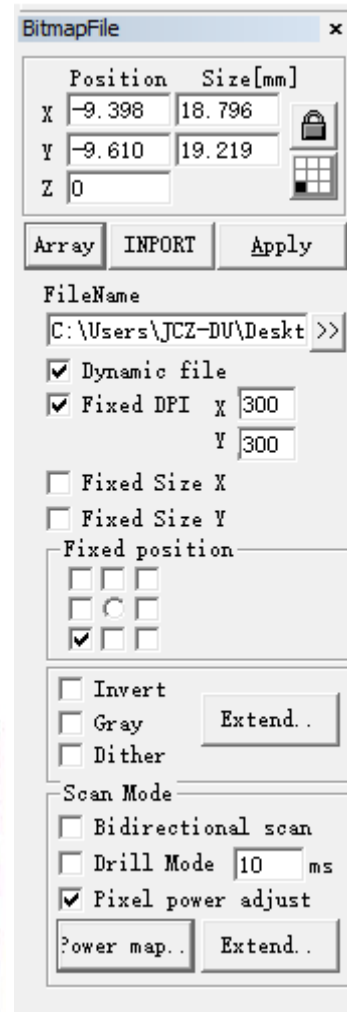 BitmapFile ×
Position Size[mm]
X -9.398 18.796
Y -9.610 19.219
Z 0
Array INPORT Apply
FileName
C:\Users\JCZ-DU\Deskt >>
Dynamic file
Fixed DPI X 300
Y 300
Fixed Size X
Fixed Size Y
Fixed position
Invert
Gray
Dither
Extend..
Scan Mode
Bidirectional scan
Drill Mode 10 ms
Pixel power adjust
Power map.. Extend..